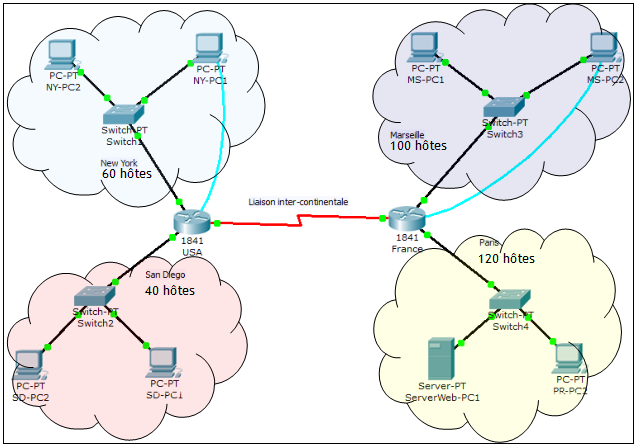 PC-PT
NY-PC2
PC-PT
NY-PC1
Switch-PT
Switch1
New York
60 hôtes
PC-PT
MS-PC1
PC-PT
MS-PC2
Switch-PT
Switch3
Marseille
100 hôtes
Liaison inter-continentale
1841
USA
1841
France
San Diego
40 hôtes
Switch-PT
Switch2
PC-PT
SD-PC2
PC-PT
SD-PC1
Paris
120 hôtes
Switch-PT
Switch4
Server-PT
ServerWeb-PC1
PC-PT
PR-PC2